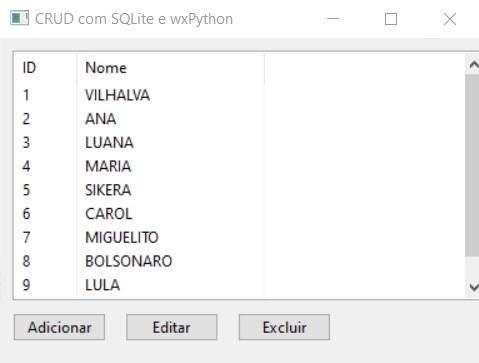 CRUD com SQLite e wxPython
ID Nome
1 VILHALVA
2 ANA
3 LUANA
4 MARIA
5 SIKERA
6 CAROL
7 MIGUELITO
8 BOLSONARO
9 LULA
Adicionar Editar Excluir